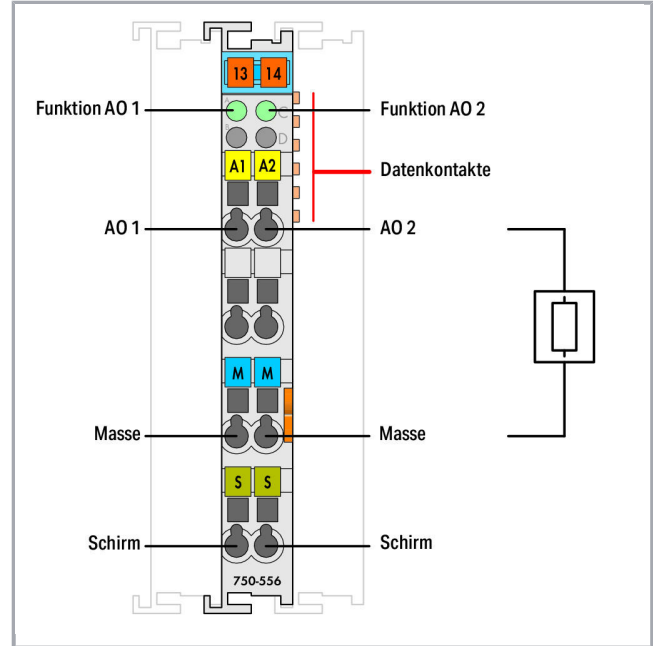 13 14
Funktion AO 1
A
C
Funktion AO 2
B
D
A1 A2
Datenkontakte
AO 1
AO 2
M M
Masse
Masse
S S
Schirm
Schirm
750-556